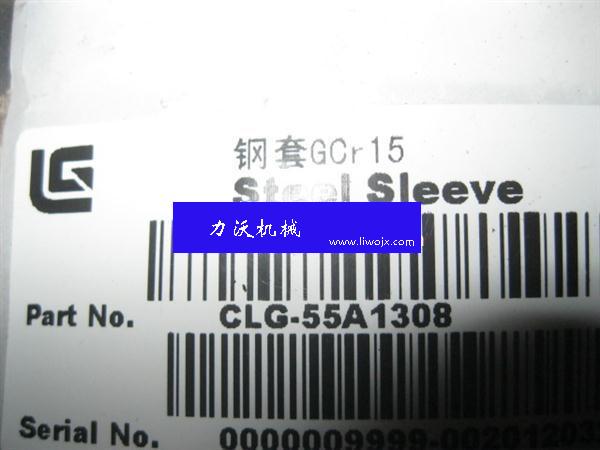 钢套GCr15
Steel Sleeve
力沃机械
www.liwojx.com
Part No. CLG-55A1308
Serial No.